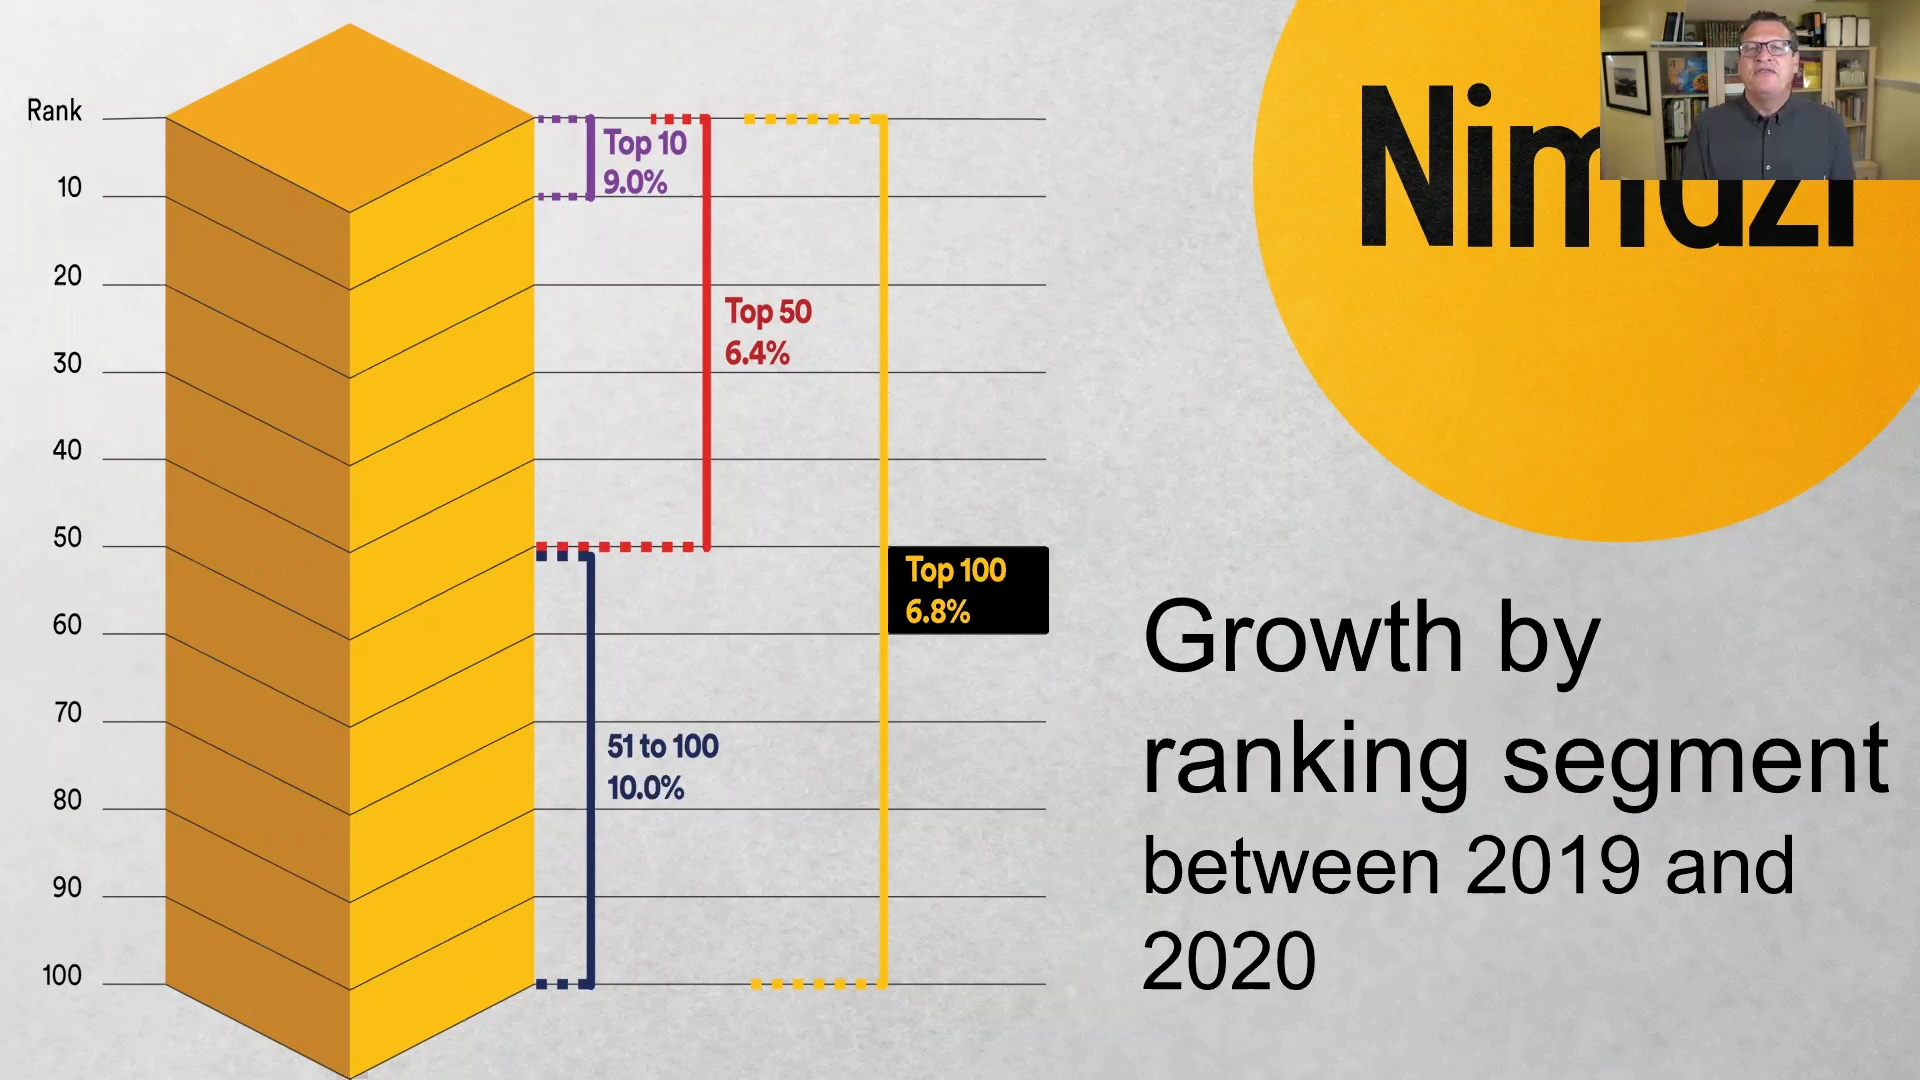 Rank
10
20
30
40
50
60
70
80
90
100
Top 10
9.0%
Top 50
6.4%
Top 100
6.8%
51 to 100
10.0%
Growth by
ranking segment
between 2019 and
2020